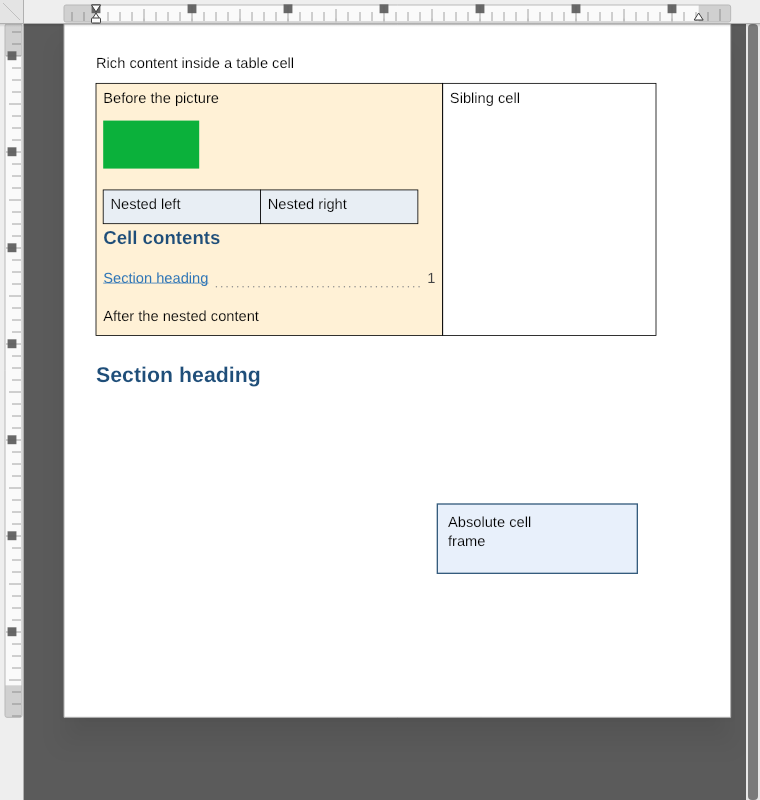 Rich content inside a table cell
Before the picture
Sibling cell
Nested left
Nested right
Cell contents
Section heading 1
After the nested content
Section heading
Absolute cell
frame